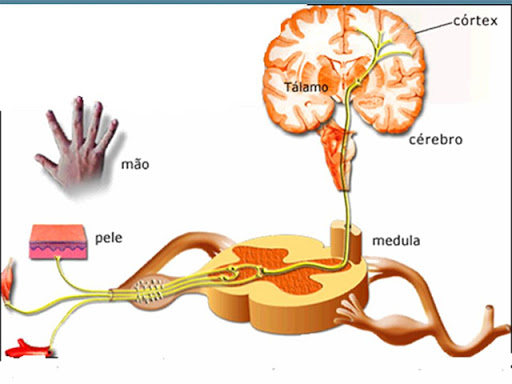 córtex
Tálamo
cérebro
mão
pele
medula